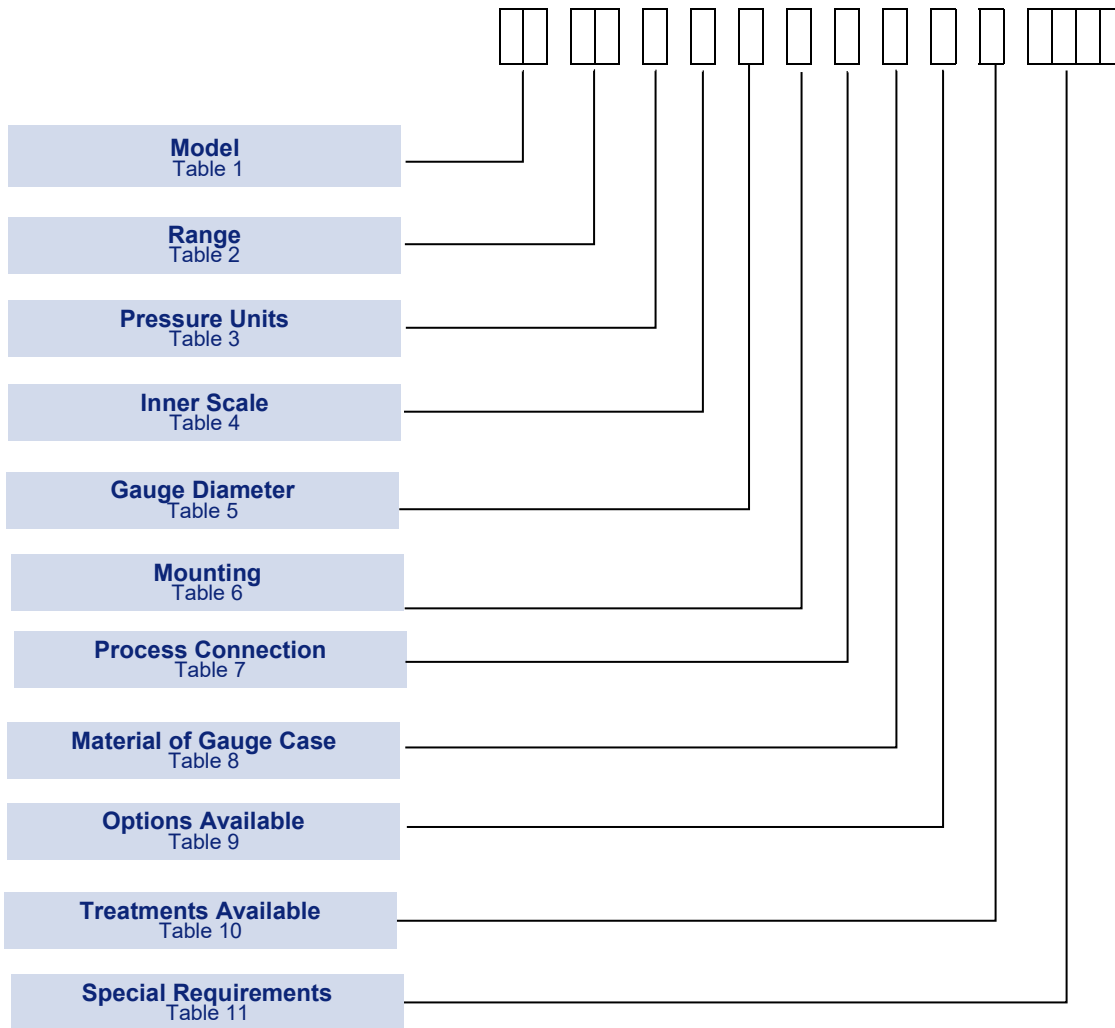 Model
Table 1
Range
Table 2
Pressure Units
Table 3
Inner Scale
Table 4
Gauge Diameter
Table 5
Mounting
Table 6
Process Connection
Table 7
Material of Gauge Case
Table 8
Options Available
Table 9
Treatments Available
Table 10
Special Requirements
Table 11